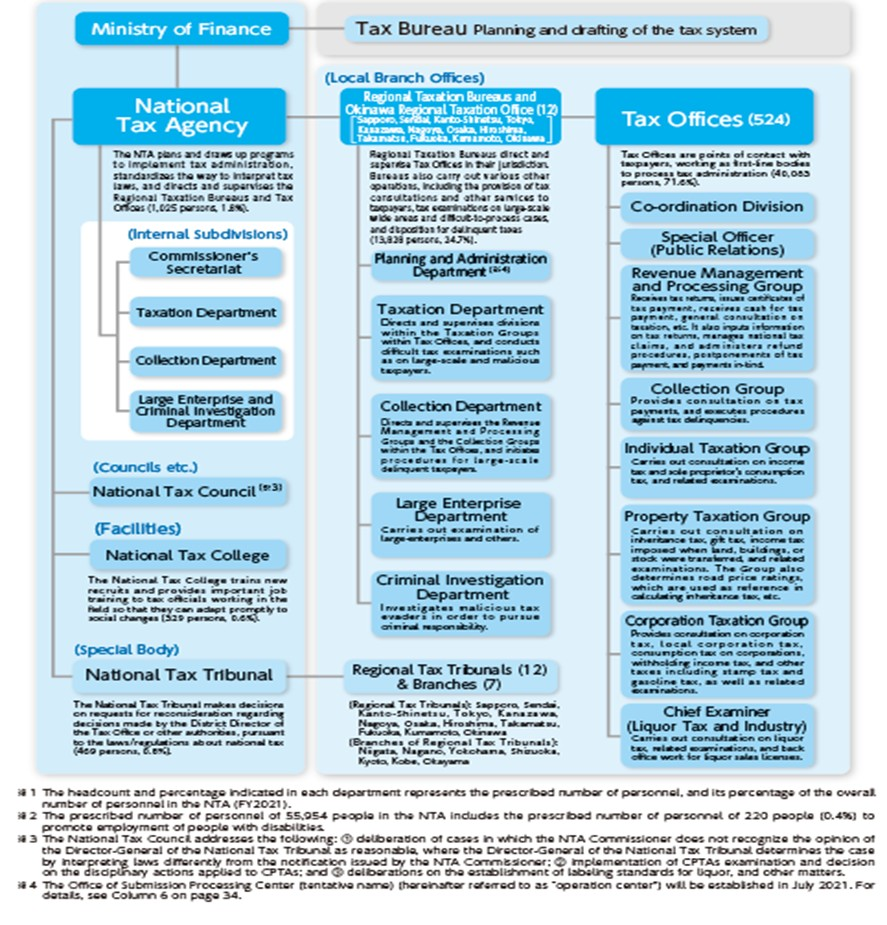 Ministry of Finance
Tax Bureau Planning and drafting of the tax system
National
Tax Agency
The NTA plans and draws up programs
to implement tax administration,
standardizes the way to interpret tax
laws, and directs and supervises the
Regional Taxation Bureaus and Tax
Offices (1,025 persons, 1.8%).
(Internal Subdivisions)
Commissioner's
Secretariat
Taxation Department
Collection Department
Large Enterprise and
Criminal Investigation
Department
(Councils etc.)
National Tax Council (※3)
(Facilities)
National Tax College
The National Tax College trains new
recruits and provides important job
training to tax officials working in the
field so that they can adapt promptly to
social changes (329 persons, 0.6%).
(Special Body)
National Tax Tribunal
The National Tax Tribunal makes decisions
on requests for reconsideration regarding
decisions made by the District Director of
the Tax Office or other authorities, pursuant
to the laws/regulations about national tax
(469 persons, 0.8%).
(Local Branch Offices)
Regional Taxation Bureaus and
Okinawa Regional Taxation Office (12)
Sapporo, Sendai, Kanto-Shinetsu, Tokyo,
Kanazawa, Nagoya, Osaka, Hiroshima,
Takamatsu, Fukuoka, Kumamoto, Okinawa
Regional Taxation Bureaus direct and
supervise Tax Offices in their jurisdiction.
Bureaus also carry out various other
operations, including the provision of tax
consultations and other services to
taxpayers, tax examinations on large-scale
wide areas and difficult-to-process cases,
and disposition for delinquent taxes
(13,828 persons, 24.7%).
Planning and Administration
Department (※4)
Taxation Department
Directs and supervises divisions
within the Taxation Groups
within Tax Offices, and conducts
difficult tax examinations such
as on large-scale and malicious
taxpayers.
Collection Department
Directs and supervises the Revenue
Management and Processing
Groups and the Collection Groups
within the Tax Offices, and initiates
procedures for large-scale
delinquent taxpayers.
Large Enterprise
Department
Carries out examination of
large-enterprises and others.
Criminal Investigation
Department
Investigates malicious tax
evaders in order to pursue
criminal responsibility.
Regional Tax Tribunals (12)
& Branches (7)
(Regional Tax Tribunals): Sapporo, Sendai,
Kanto-Shinetsu, Tokyo, Kanazawa,
Nagoya, Osaka, Hiroshima, Takamatsu,
Fukuoka, Kumamoto, Okinawa
(Branches of Regional Tax Tribunals):
Niigata, Nagano, Yokohama, Shizuoka,
Kyoto, Kobe, Okayama
Tax Offices (524)
Tax Offices are points of contact with
taxpayers, working as first-line bodies
to process tax administration (40,083
persons, 71.6%).
Co-ordination Division
Special Officer
(Public Relations)
Revenue Management
and Processing Group
Receives tax returns, issues certificates of
tax payment, receives cash for tax
payment, general consultation on
taxation, etc. It also inputs information
on tax returns, manages national tax
claims, and administers refund
procedures, postponements of tax
payment, and payments in-kind.
Collection Group
Provides consultation on tax
payments, and executes procedures
against tax delinquencies.
Individual Taxation Group
Carries out consultation on income
tax and sole proprietor's consumption
tax, and related examinations.
Property Taxation Group
Carries out consultation on
inheritance tax, gift tax, income tax
imposed when land, buildings, or
stock were transferred, and related
examinations. The Group also
determines road price ratings,
which are used as reference in
calculating inheritance tax, etc.
Corporation Taxation Group
Provides consultation on corporation
tax, local corporation tax,
consumption tax on corporations,
withholding income tax, and other
taxes including stamp tax and
gasoline tax, as well as related
examinations.
Chief Examiner
(Liquor Tax and Industry)
Carries out consultation on liquor
tax, related examinations, and back
office work for liquor sales licenses.
※1 The headcount and percentage indicated in each department represents the prescribed number of personnel, and its percentage of the overall
number of personnel in the NTA (FY2021).
※2 The prescribed number of personnel of 55,954 people in the NTA includes the prescribed number of personnel of 220 people (0.4%) to
promote employment of people with disabilities.
※3 The National Tax Council addresses the following: ① deliberation of cases in which the NTA Commissioner does not recognize the opinion of
the Director-General of the National Tax Tribunal as reasonable, where the Director-General of the National Tax Tribunal determines the case
by interpreting laws differently from the notification issued by the NTA Commissioner; ② implementation of CPTAs examination and decision
on the disciplinary actions applied to CPTAs; and ③ deliberations on the establishment of labeling standards for liquor, and other matters.
※4 The Office of Submission Processing Center (tentative name) (hereinafter referred to as "operation center") will be established in July 2021. For
details, see Column 6 on page 34.